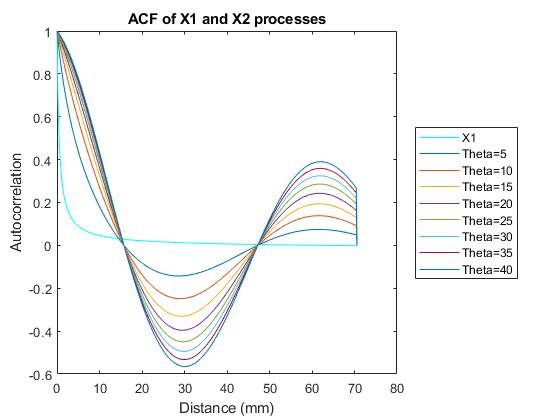 ACF of X1 and X2 processes
1
0.8
0.6
0.4
0.2
0
-0.2
-0.4
-0.6
Autocorrelation
0 10 20 30 40 50 60 70 80
Distance (mm)
X1
Theta=5
Theta=10
Theta=15
Theta=20
Theta=25
Theta=30
Theta=35
Theta=40